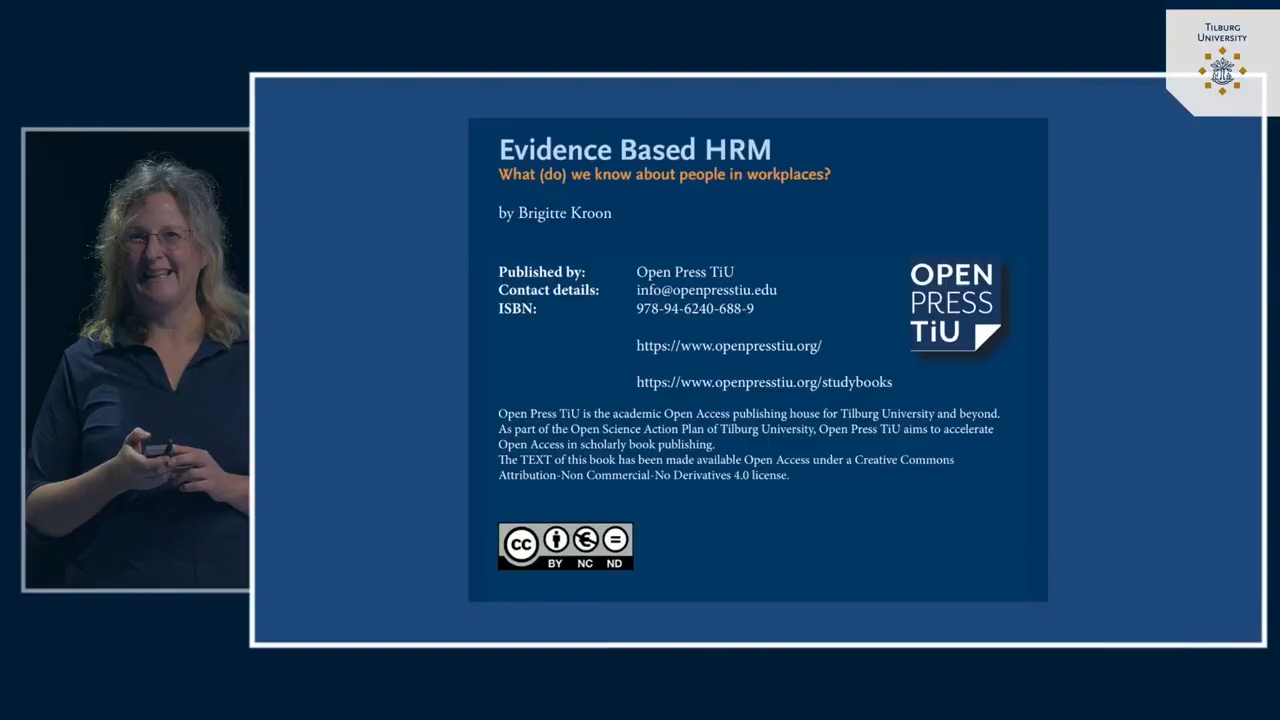 TILBURG
UNIVERSITY
Evidence Based HRM
What (do) we know about people in workplaces?
by Brigitte Kroon
Published by: Open Press TiU
Contact details: info@openpresstiu.edu
ISBN: 978-94-6240-688-9
https://www.openpresstiu.org/
https://www.openpresstiu.org/studybooks
OPEN
PRESS
TiU
Open Press TiU is the academic Open Access publishing house for Tilburg University and beyond.
As part of the Open Science Action Plan of Tilburg University, Open Press TiU aims to accelerate
Open Access in scholarly book publishing.
The TEXT of this book has been made available Open Access under a Creative Commons
Attribution-Non Commercial-No Derivatives 4.0 license.
cc
BY NC ND